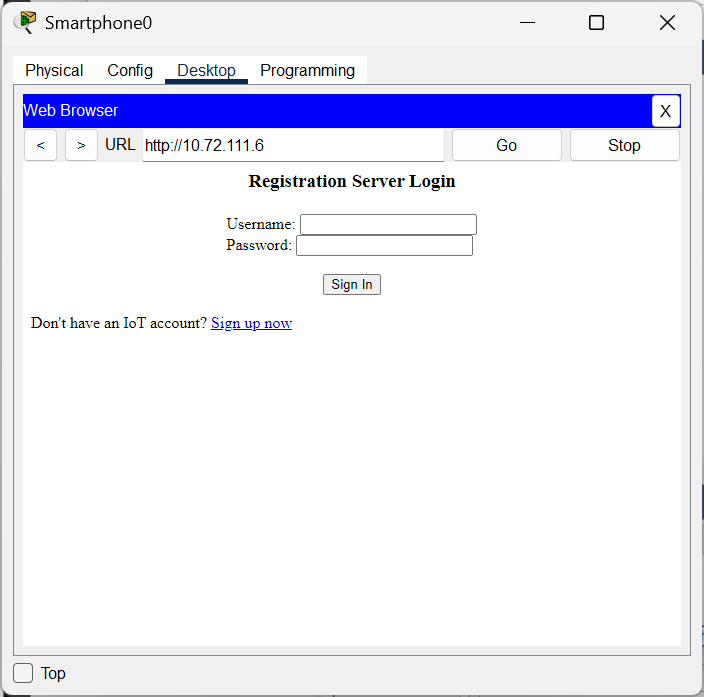 Smartphone0
Physical Config Desktop Programming
Web Browser X
< > URL http://10.72.111.6 Go Stop
Registration Server Login
Username:
Password:
Sign In
Don't have an IoT account? Sign up now
Top